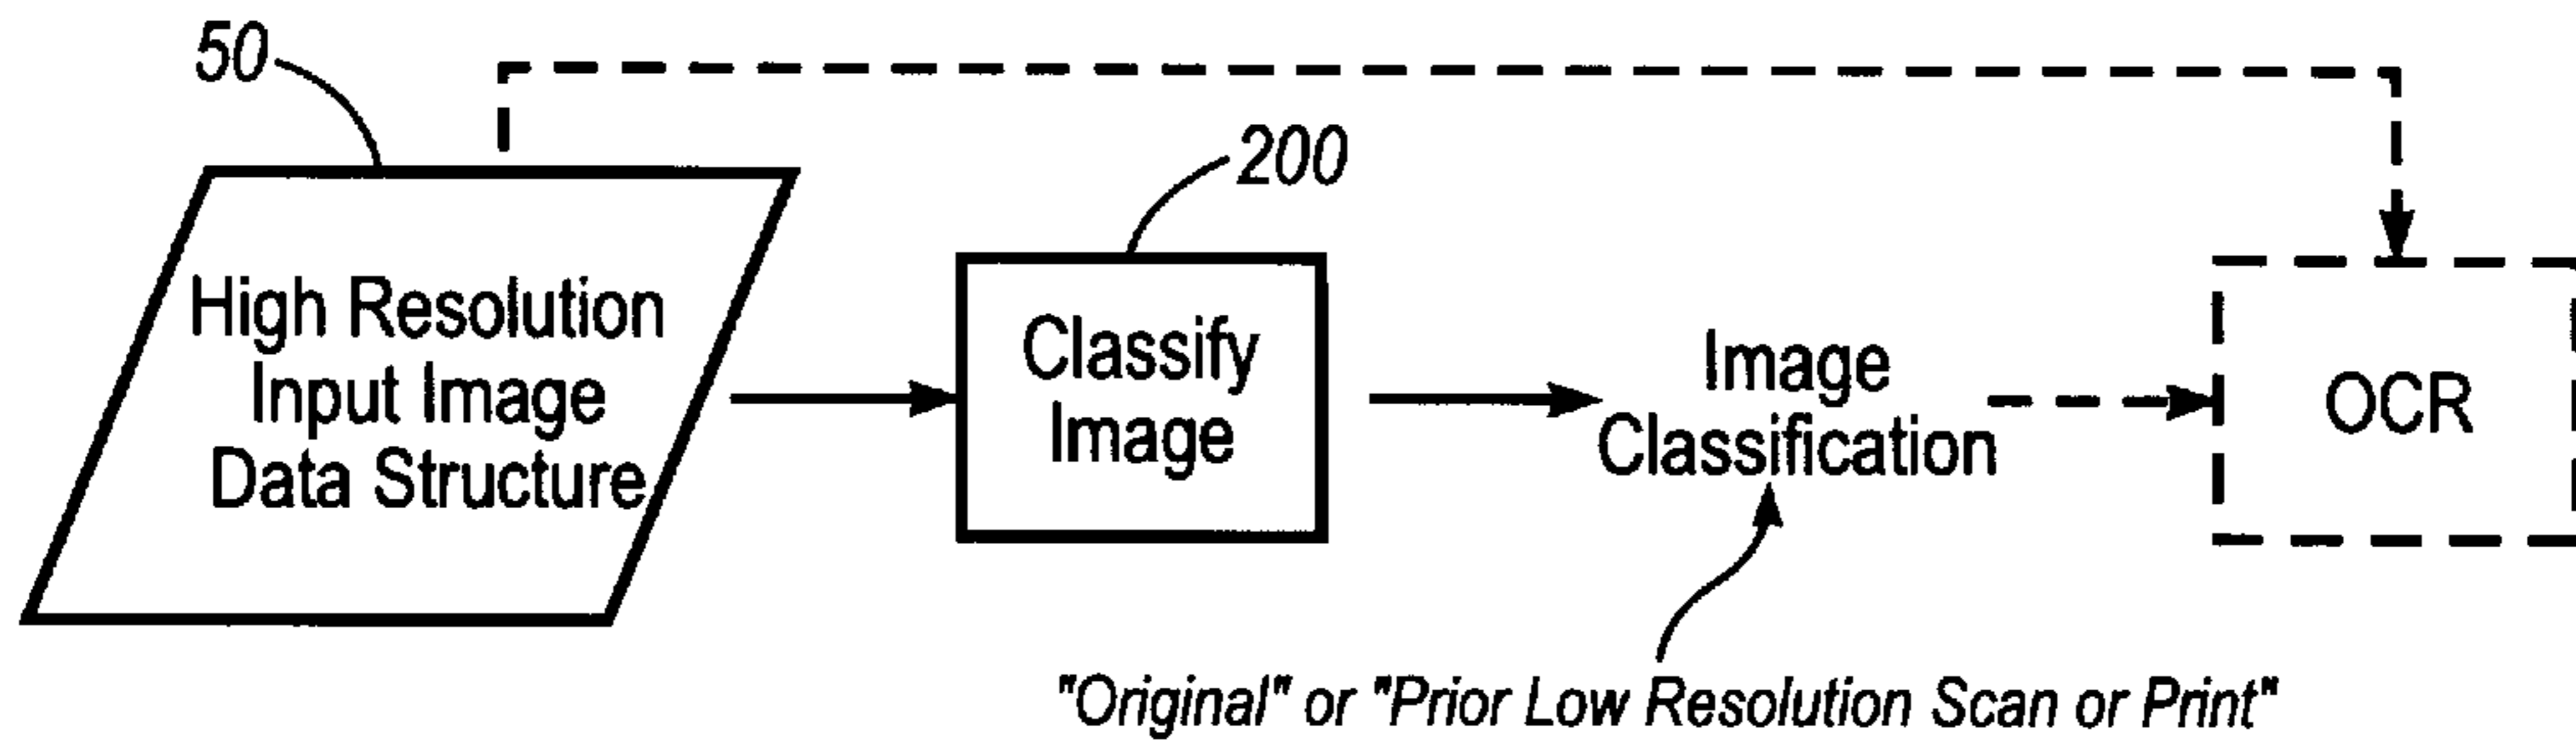 50
200
High Resolution
Input Image
Data Structure
Classify
Image
Image
Classification
OCR
"Original" or "Prior Low Resolution Scan or Print"